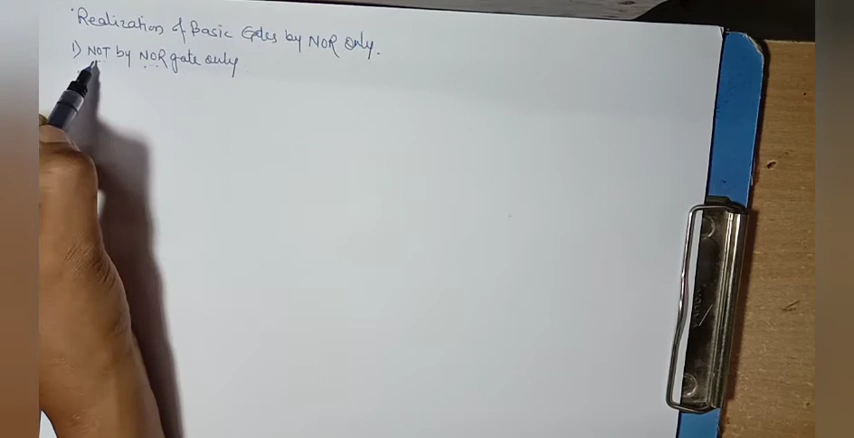 Realization of Basic Gates by NOR Only.
1) NOT by NOR gate only